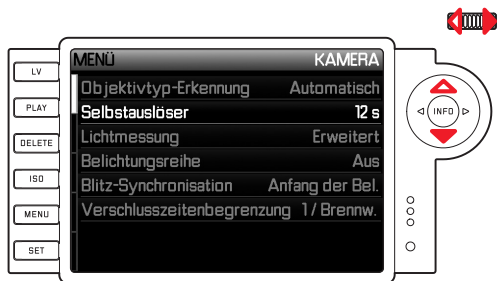 MENÜ KAMERA
Objektivtyp-Erkennung Automatisch
Selbstauslöser 12 s
Lichtmessung Erweitert
Belichtungsreihe Aus
Blitz-Synchronisation Anfang der Bel.
Verschlusszeitenbegrenzung 1 / Brennw.
LV
PLAY
DELETE
ISO
MENU
SET
INFO